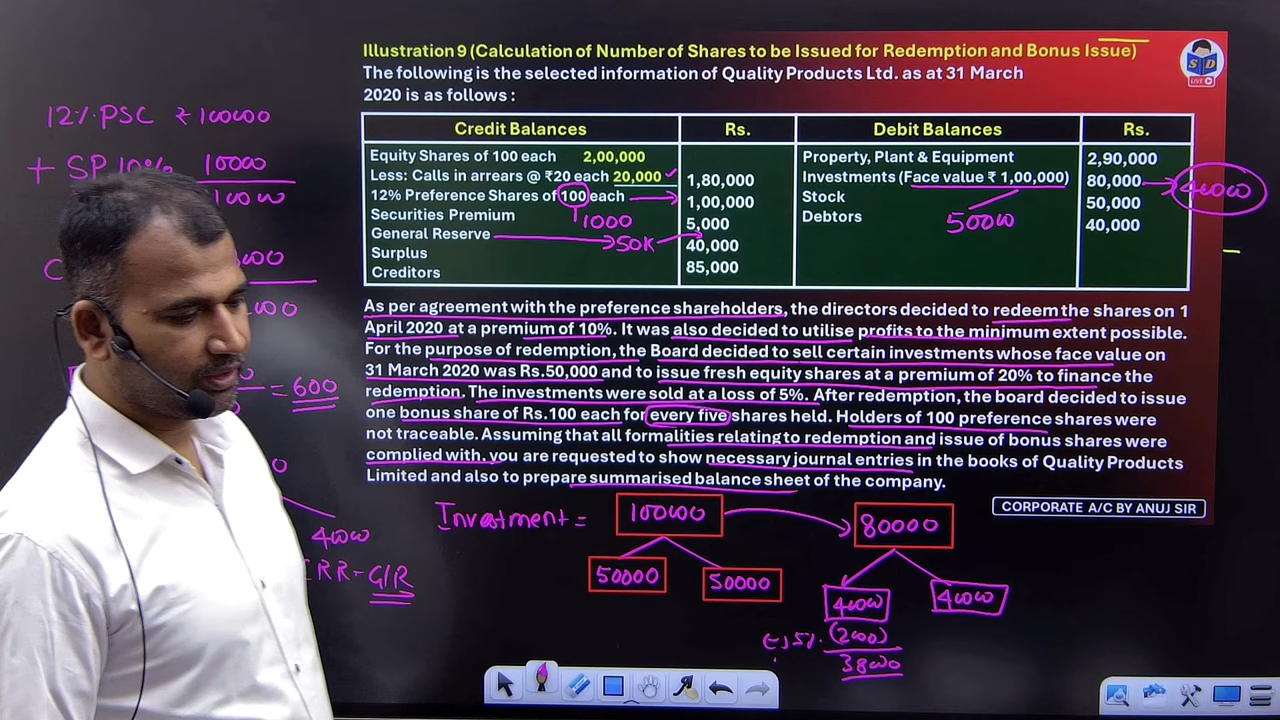 Illustration 9 (Calculation of Number of Shares to be Issued for Redemption and Bonus Issue)
The following is the selected information of Quality Products Ltd. as at 31 March
2020 is as follows :
SD
LIVE
Credit Balances Rs. Debit Balances Rs.
Equity Shares of 100 each 2,00,000
Less: Calls in arrears @ ₹20 each 20,000 1,80,000
12% Preference Shares of 100 each 1,00,000
1000
Securities Premium 5,000
General Reserve 50K 40,000
Surplus 85,000
Creditors
Property, Plant & Equipment 2,90,000
Investments (Face value ₹ 1,00,000) 80,000 40000
Stock 50,000
50000
Debtors 40,000
As per agreement with the preference shareholders, the directors decided to redeem the shares on 1
April 2020 at a premium of 10%. It was also decided to utilise profits to the minimum extent possible.
For the purpose of redemption, the Board decided to sell certain investments whose face value on
31 March 2020 was Rs.50,000 and to issue fresh equity shares at a premium of 20% to finance the
redemption. The investments were sold at a loss of 5%. After redemption, the board decided to issue
one bonus share of Rs.100 each for every five shares held. Holders of 100 preference shares were
not traceable. Assuming that all formalities relating to redemption and issue of bonus shares were
complied with, you are requested to show necessary journal entries in the books of Quality Products
Limited and also to prepare summarised balance sheet of the company.
CORPORATE A/C BY ANUJ SIR
12% PSC ₹100000
+ SP 10% 10000
= 600
40000
CRR - G/R
Investment = 100000 80000
50000 50000
40000 40000
(-) 5% (2000)
38000